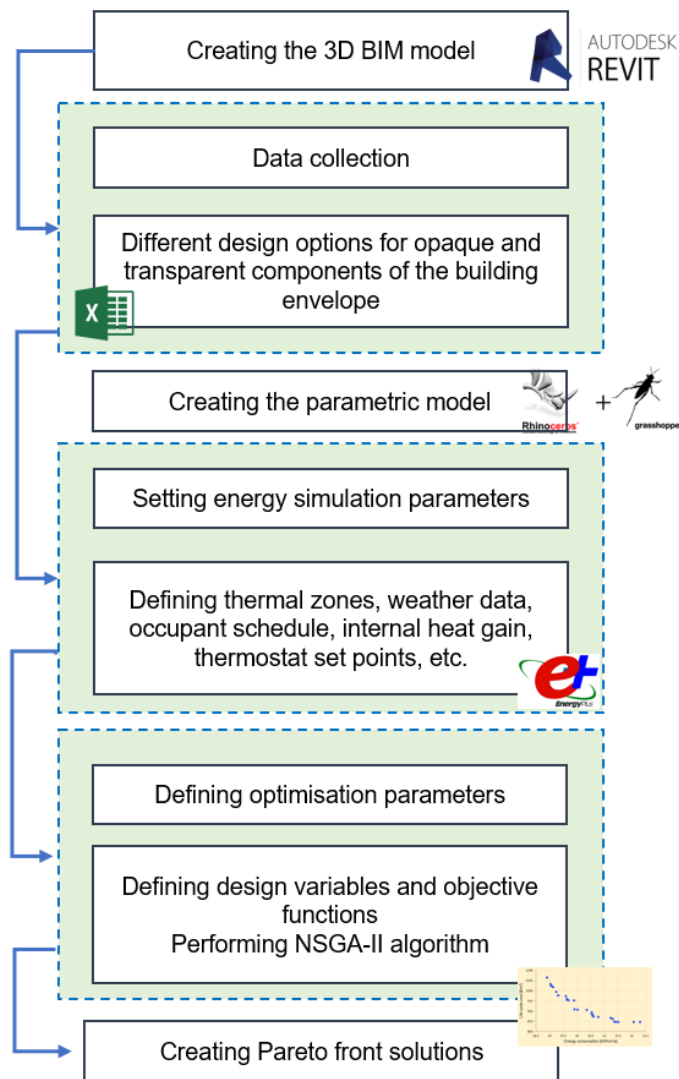 Creating the 3D BIM model
AUTODESK
REVIT
Data collection
Different design options for opaque and
transparent components of the building
envelope
X
Creating the parametric model
Rhinoceros
+
grasshoppe
Setting energy simulation parameters
Defining thermal zones, weather data,
occupant schedule, internal heat gain,
thermostat set points, etc.
e+
EnergyPlus
Defining optimisation parameters
Defining design variables and objective
functions
Performing NSGA-II algorithm
Creating Pareto front solutions